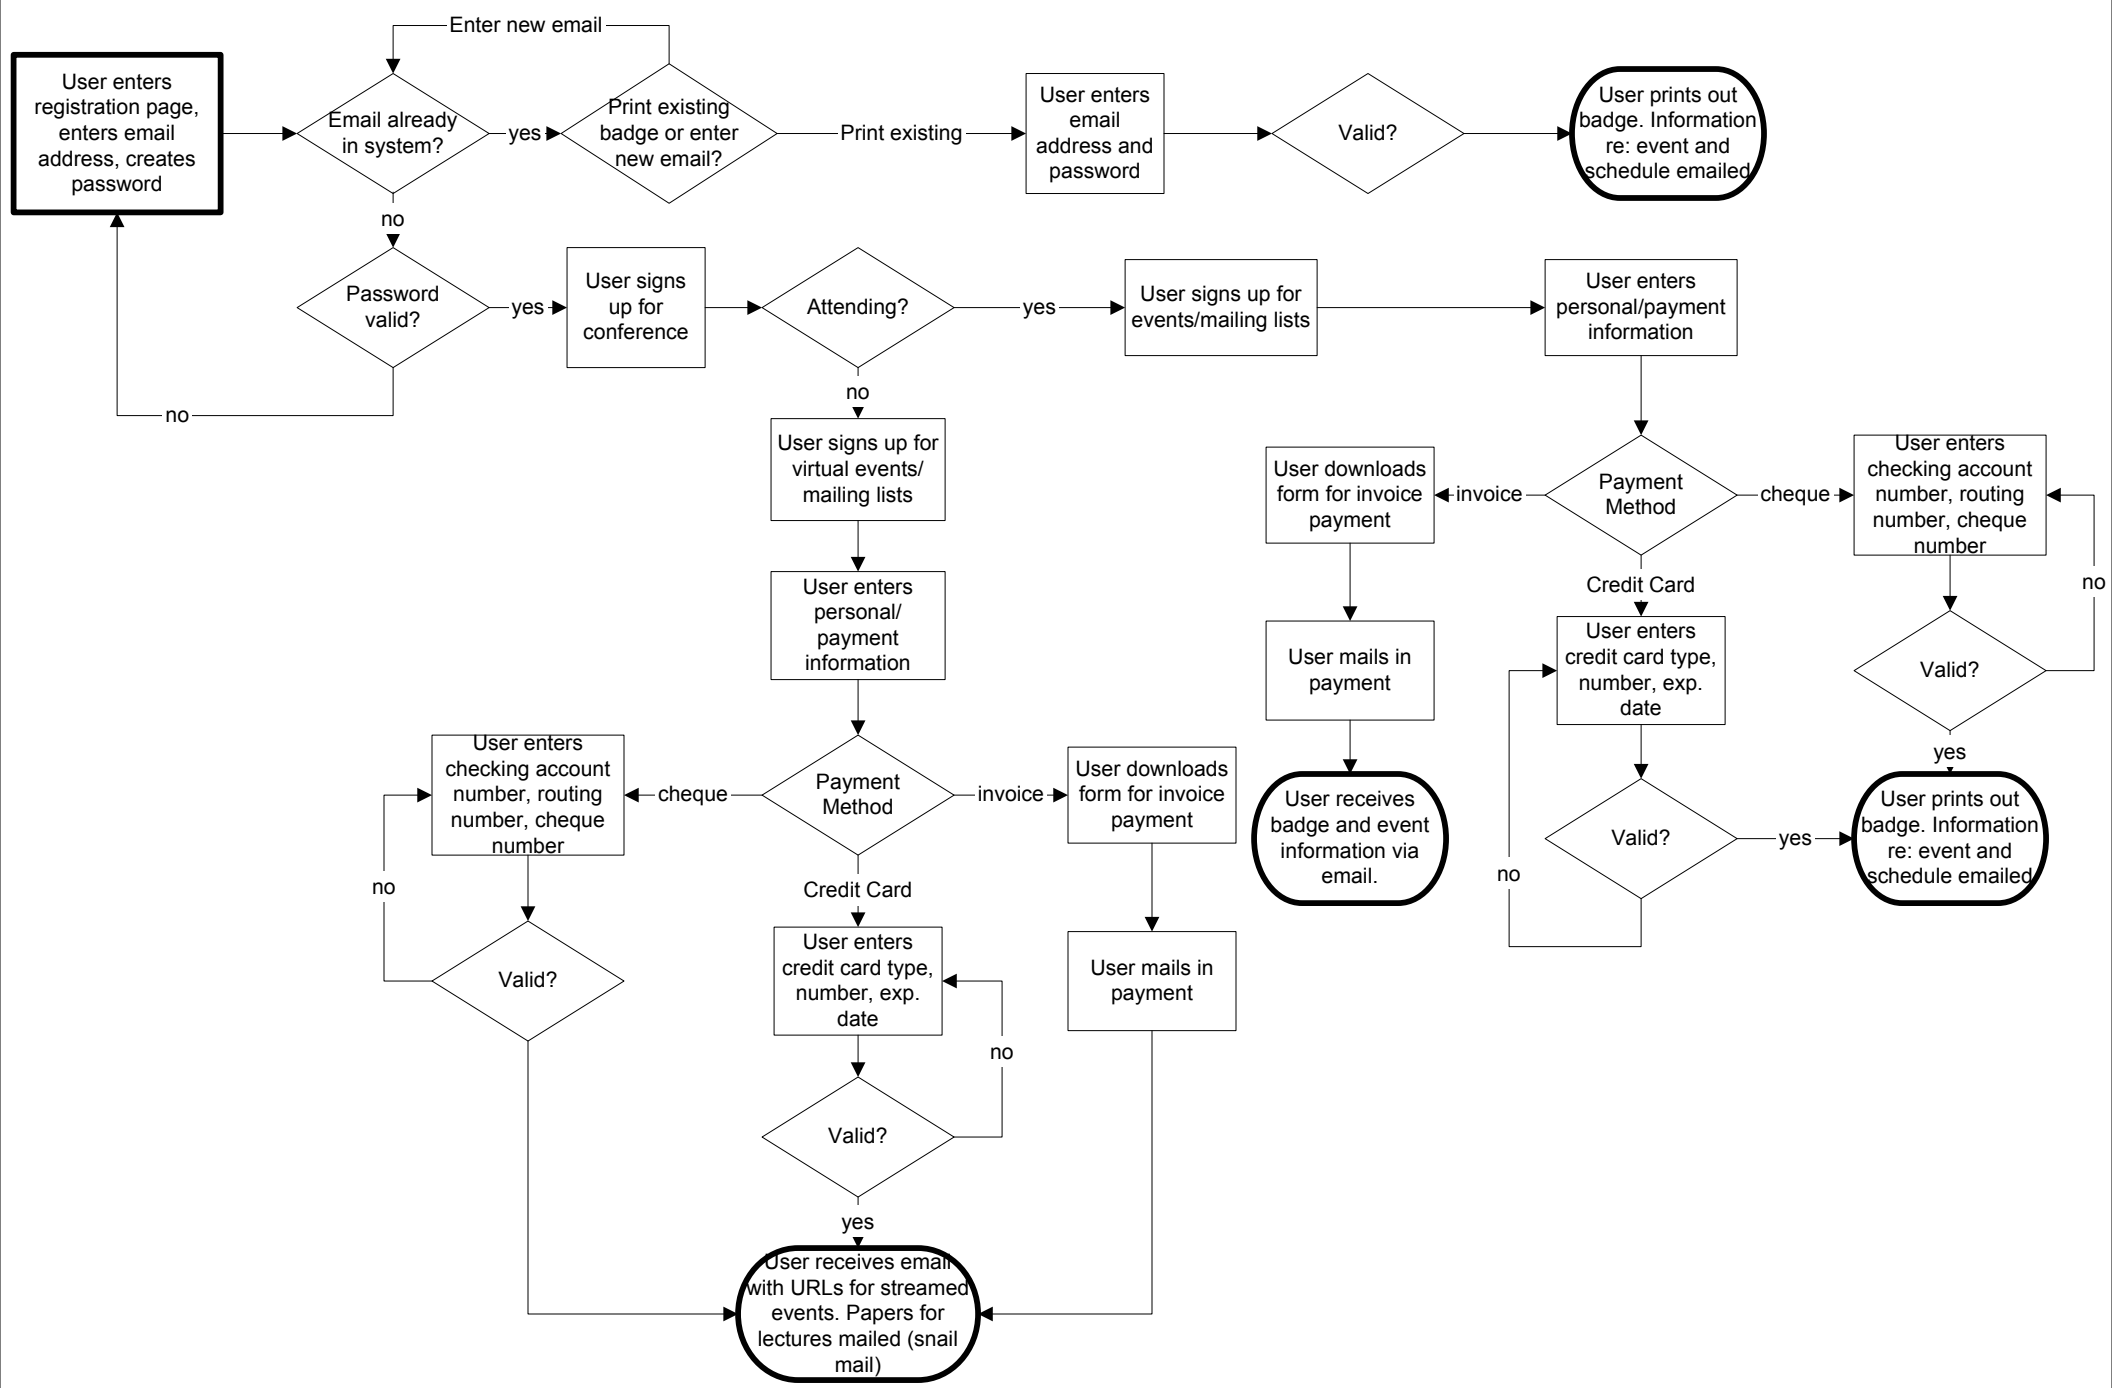 Enter new email
User enters
registration page,
enters email
address, creates
password
Email already
in system?
yes
Print existing
badge or enter
new email?
Print existing
User enters
email
address and
password
Valid?
User prints out
badge. Information
re: event and
schedule emailed
no
Password
valid?
yes
User signs
up for
conference
Attending?
yes
User signs up for
events/mailing lists
User enters
personal/payment
information
no
no
User signs up for
virtual events/
mailing lists
User downloads
form for invoice
payment
invoice
Payment
Method
cheque
User enters
checking account
number, routing
number, cheque
number
no
Credit Card
User enters
personal/
payment
information
User mails in
payment
User enters
credit card type,
number, exp.
date
Valid?
yes
User enters
checking account
number, routing
number, cheque
number
cheque
Payment
Method
invoice
User downloads
form for invoice
payment
User receives
badge and event
information via
email.
Valid?
yes
no
User prints out
badge. Information
re: event and
schedule emailed
no
Credit Card
Valid?
User enters
credit card type,
number, exp.
date
no
User mails in
payment
Valid?
yes
User receives email
with URLs for streamed
events. Papers for
lectures mailed (snail
mail)